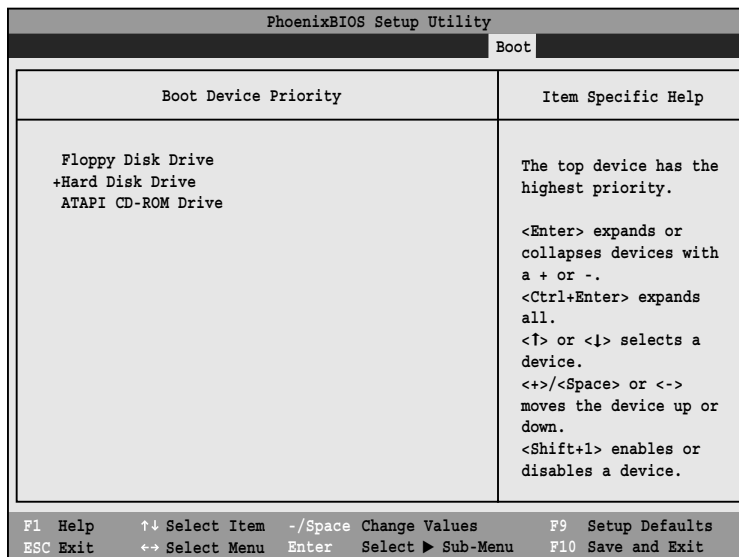 PhoenixBIOS Setup Utility
Boot
Boot Device Priority
Item Specific Help
Floppy Disk Drive
+Hard Disk Drive
ATAPI CD-ROM Drive
The top device has the
highest priority.
<Enter> expands or
collapses devices with
a + or -.
<Ctrl+Enter> expands
all.
<↑> or <↓> selects a
device.
<+>/<Space> or <->
moves the device up or
down.
<Shift+1> enables or
disables a device.
F1 Help ↑↓ Select Item -/Space Change Values F9 Setup Defaults
ESC Exit ←→ Select Menu Enter Select ▶ Sub-Menu F10 Save and Exit